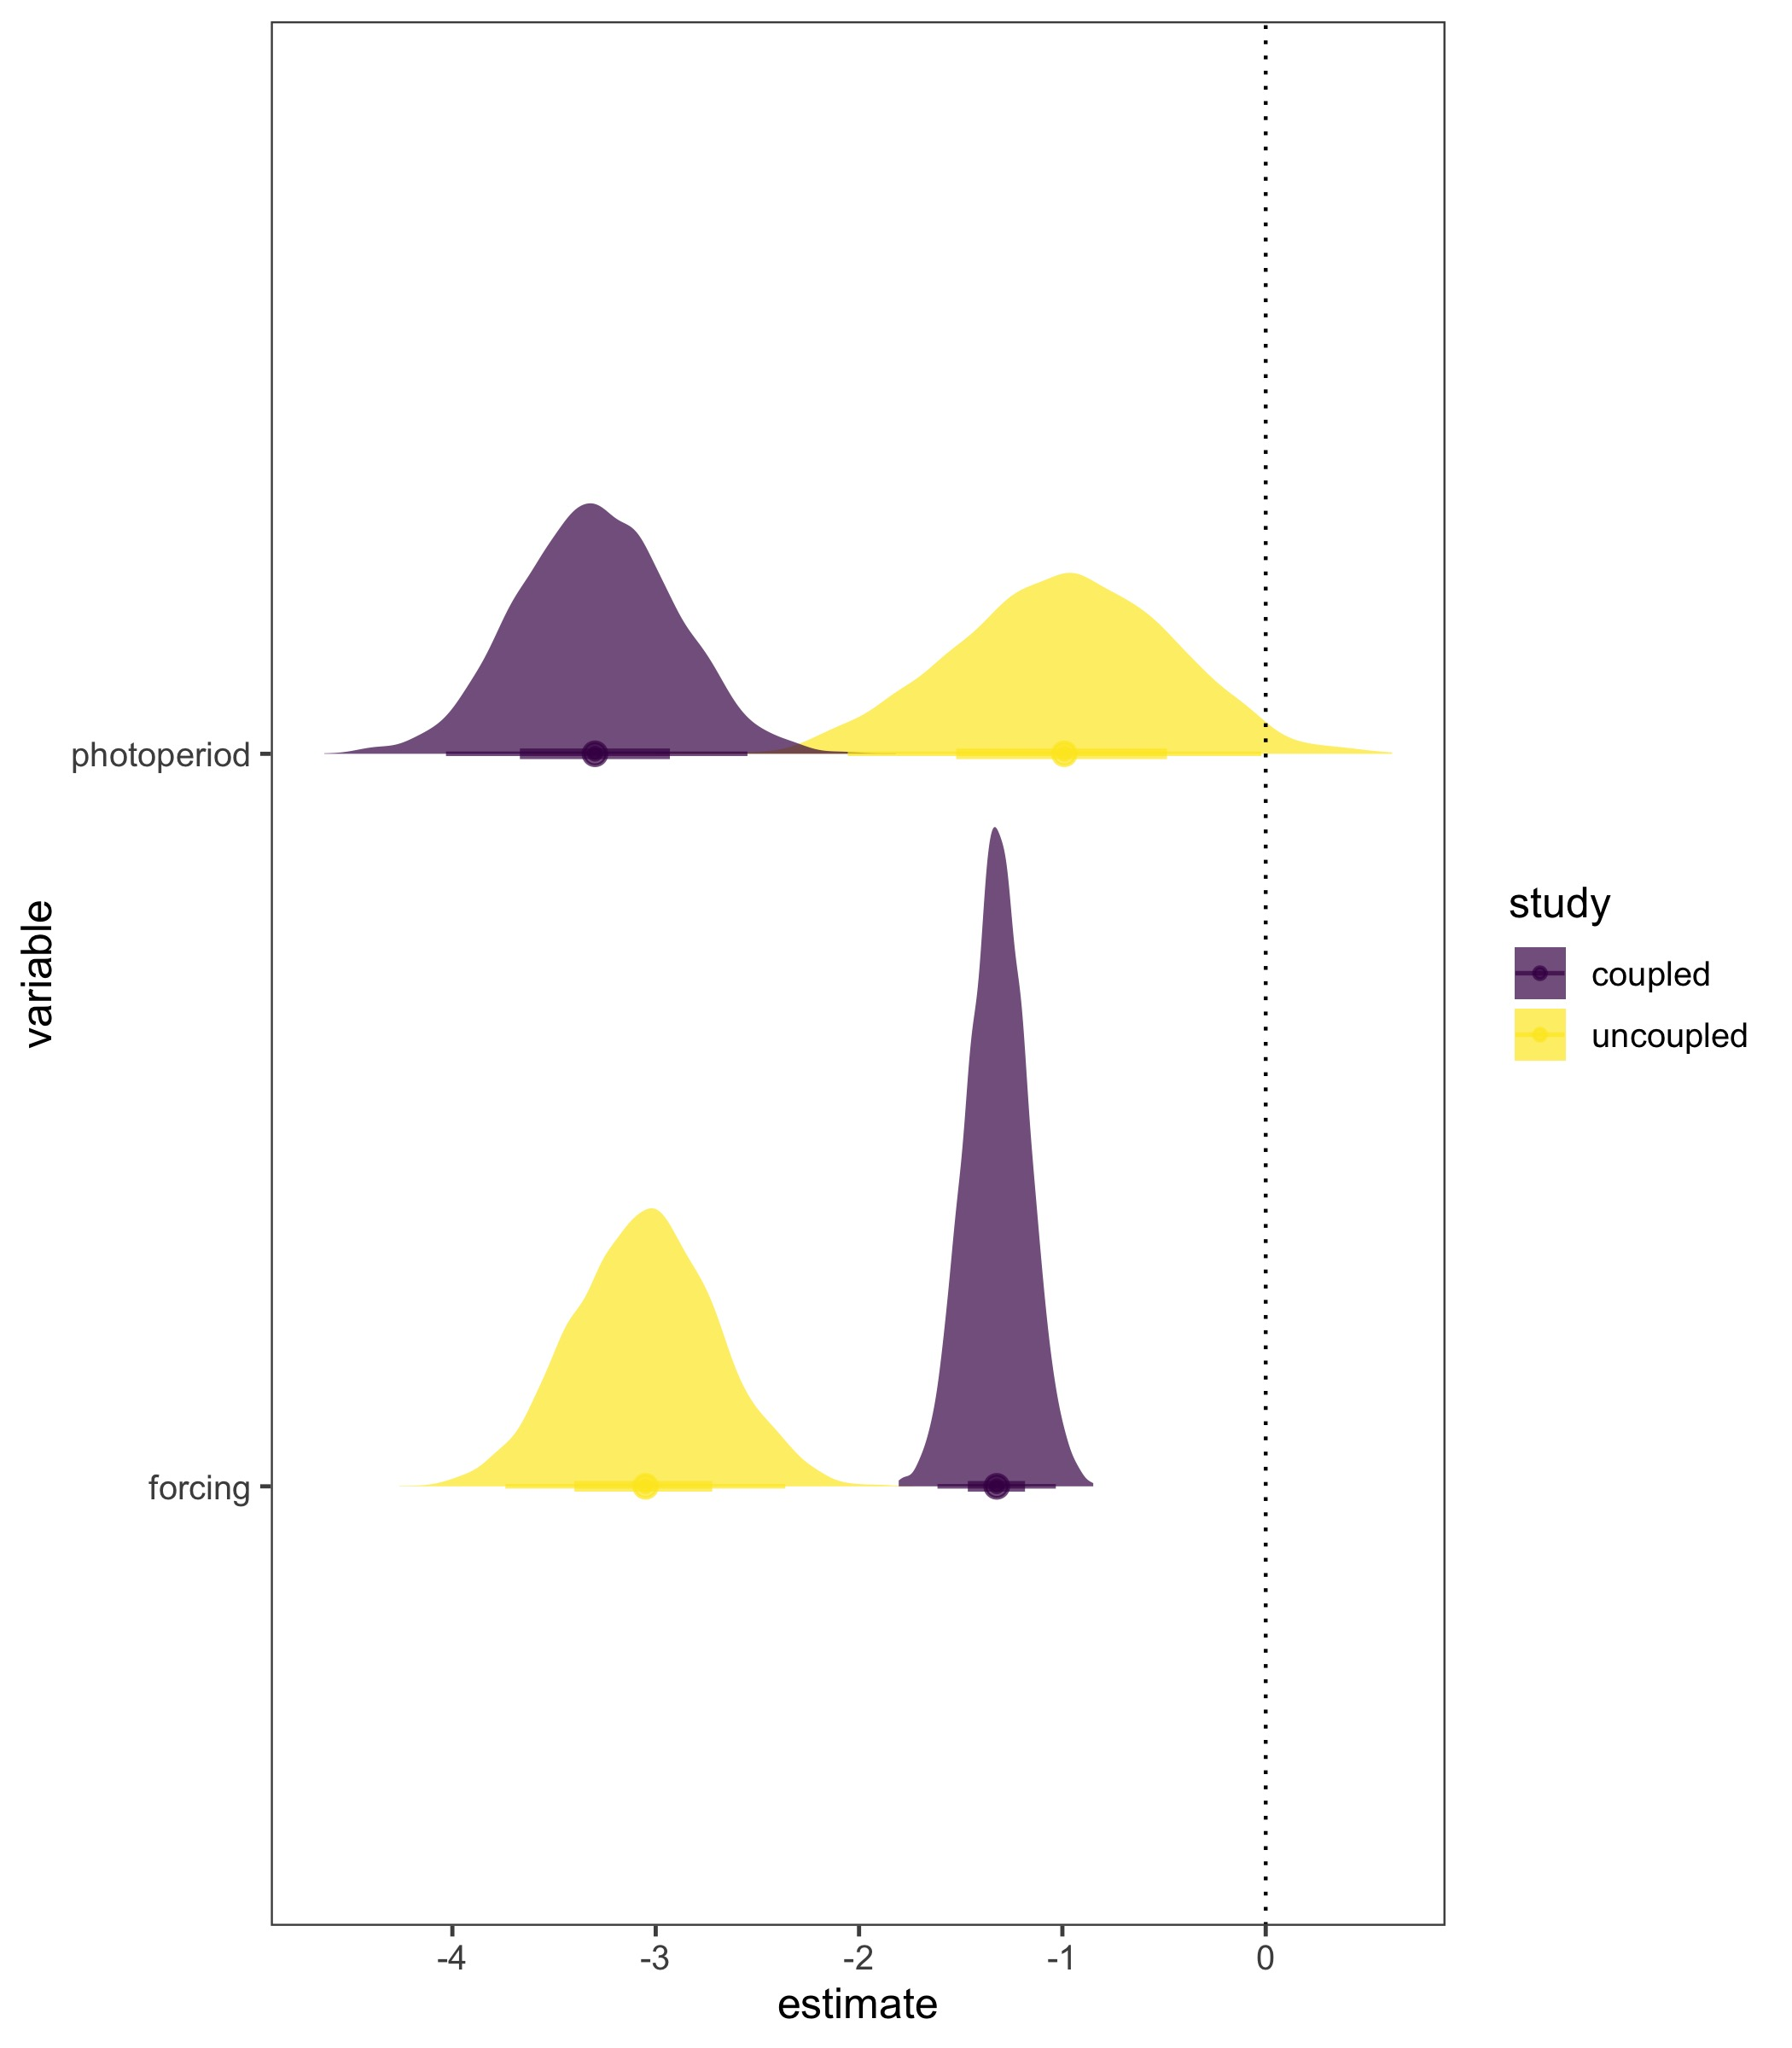 variable
photoperiod
forcing
-4
-3
-2
-1
0
estimate
study
coupled
uncoupled